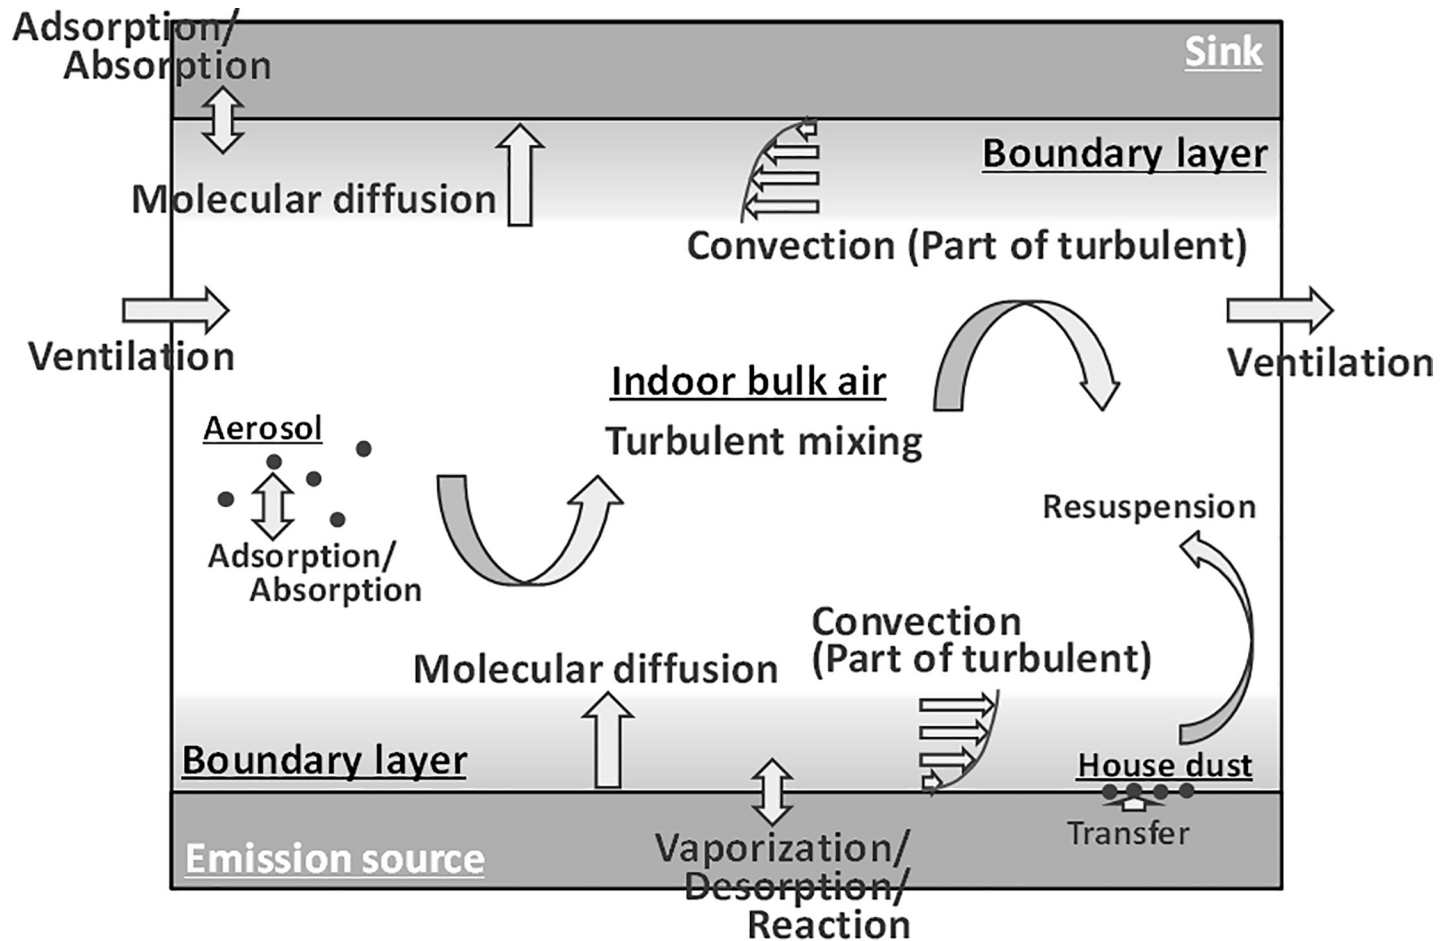 Adsorption/
Absorption
Sink
Boundary layer
Molecular diffusion
Convection (Part of turbulent)
Ventilation
Ventilation
Indoor bulk air
Turbulent mixing
Aerosol
Adsorption/
Absorption
Resuspension
Convection
(Part of turbulent)
Molecular diffusion
Boundary layer
House dust
Transfer
Emission source
Vaporization/
Desorption/
Reaction